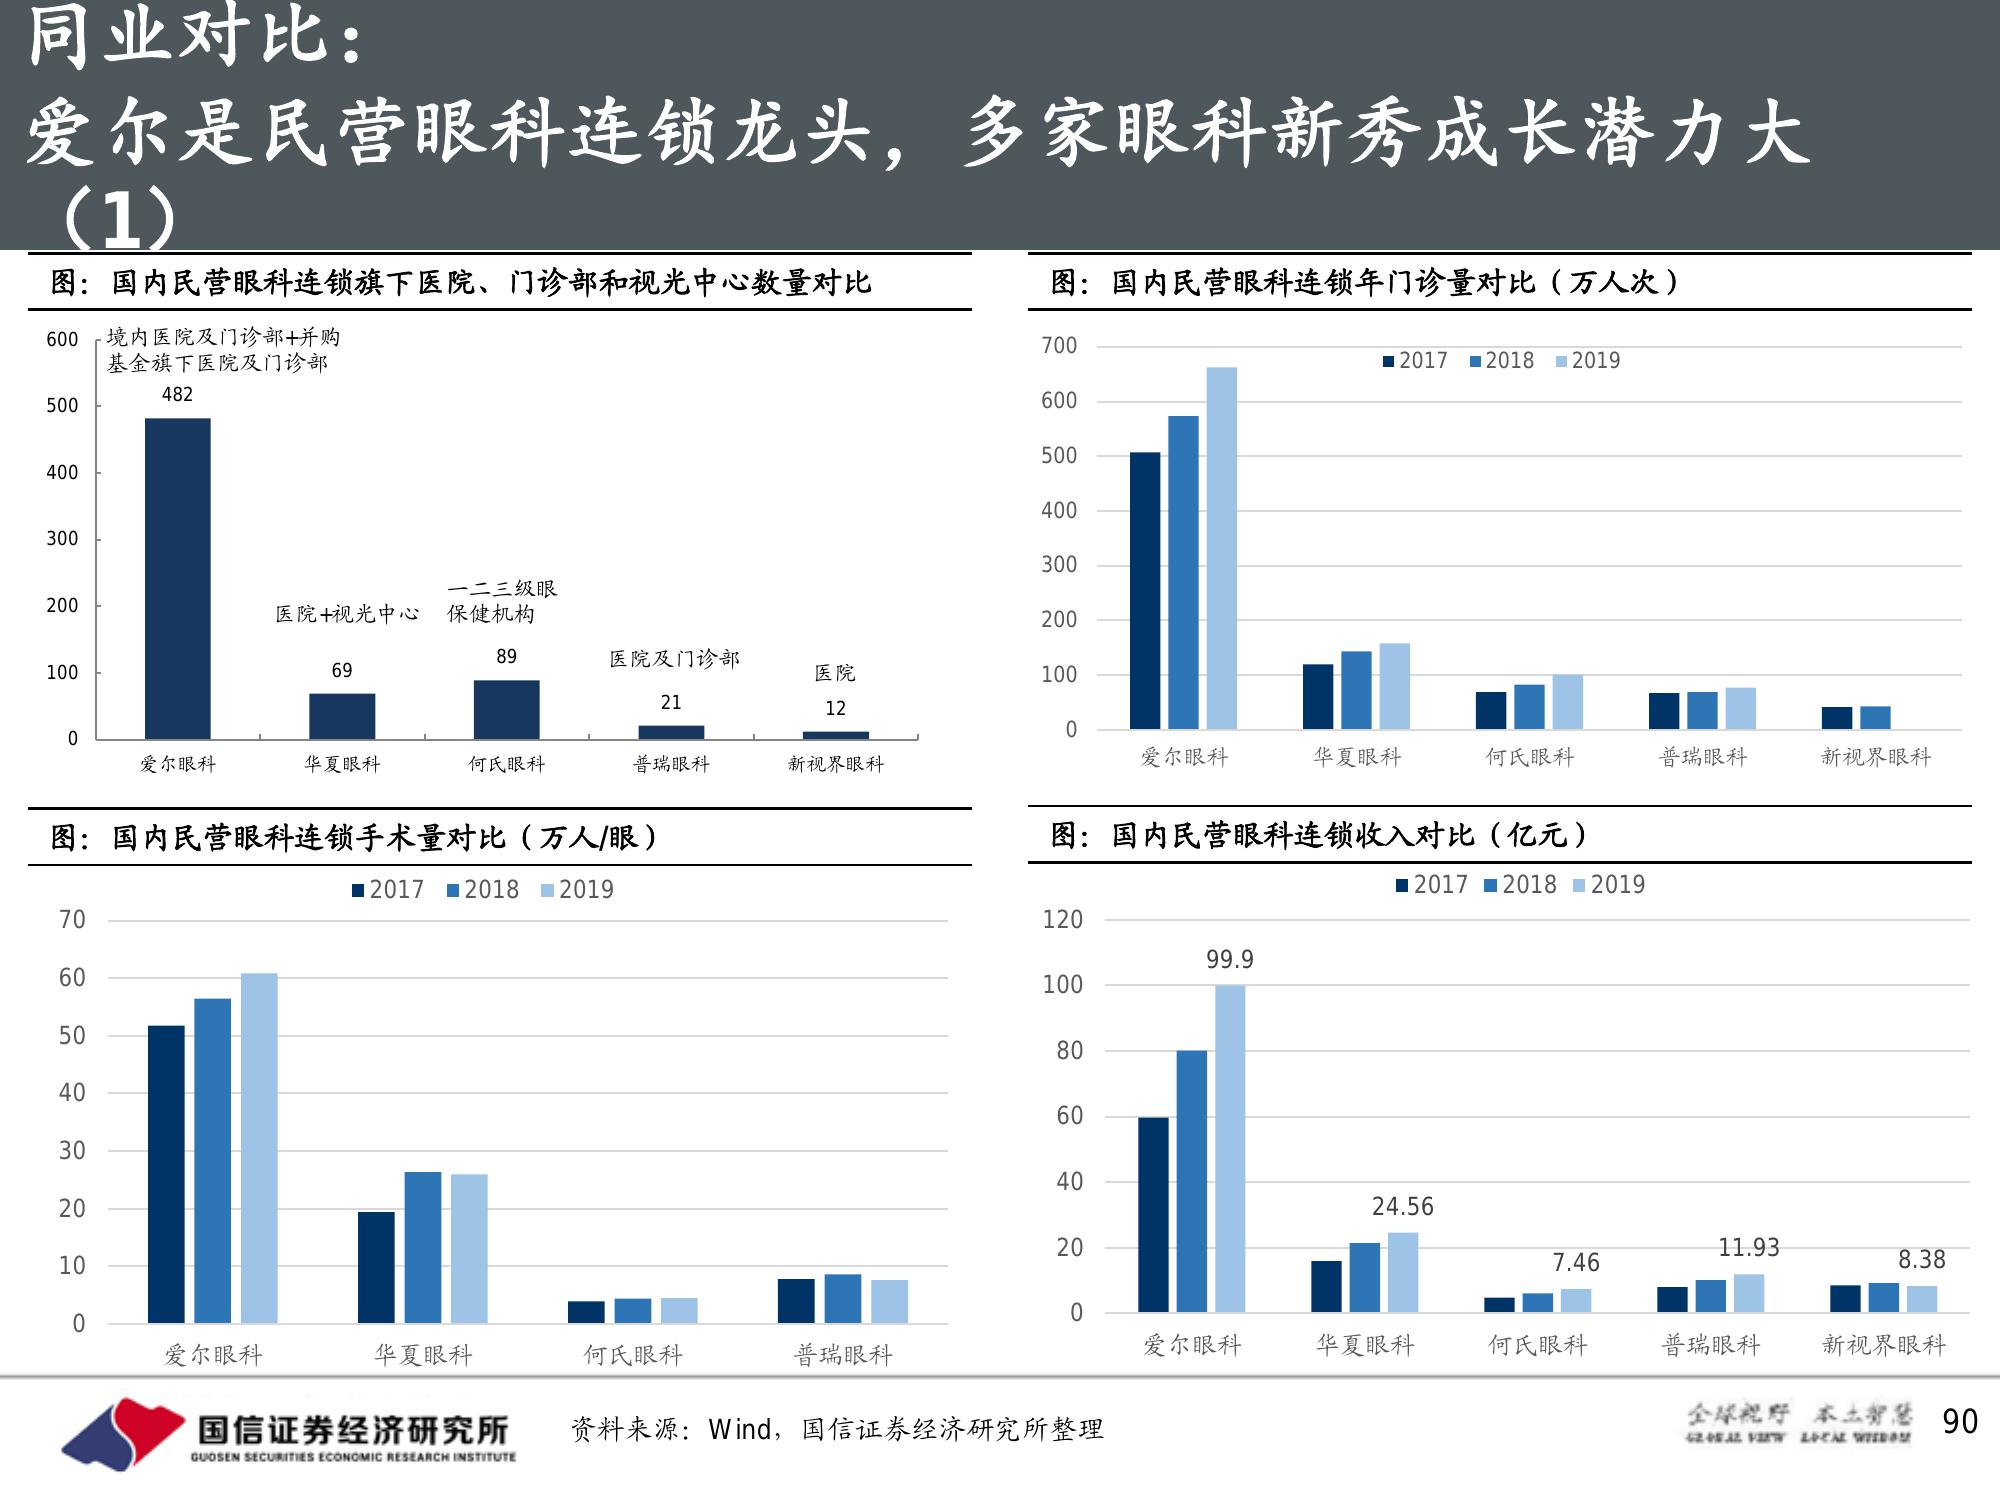 同业对比：
爱尔是民营眼科连锁龙头，多家眼科新秀成长潜力大
（1）
图：国内民营眼科连锁旗下医院、门诊部和视光中心数量对比
600
500
400
300
200
100
0
境内医院及门诊部+并购
基金旗下医院及门诊部
482
医院+视光中心
69
一二三级眼
保健机构
89
医院及门诊部
21
医院
12
爱尔眼科 华夏眼科 何氏眼科 普瑞眼科 新视界眼科
图：国内民营眼科连锁年门诊量对比（万人次）
2017 2018 2019
700
600
500
400
300
200
100
0
爱尔眼科 华夏眼科 何氏眼科 普瑞眼科 新视界眼科
图：国内民营眼科连锁手术量对比（万人/眼）
2017 2018 2019
70
60
50
40
30
20
10
0
爱尔眼科 华夏眼科 何氏眼科 普瑞眼科
图：国内民营眼科连锁收入对比（亿元）
2017 2018 2019
120
100
80
60
40
20
0
99.9
24.56
7.46
11.93
8.38
爱尔眼科 华夏眼科 何氏眼科 普瑞眼科 新视界眼科
国信证券经济研究所
GUOSEN SECURITIES ECONOMIC RESEARCH INSTITUTE
资料来源：Wind，国信证券经济研究所整理
全球视野 本土智慧
GLOBAL VIEW LOCAL WISDOM
90